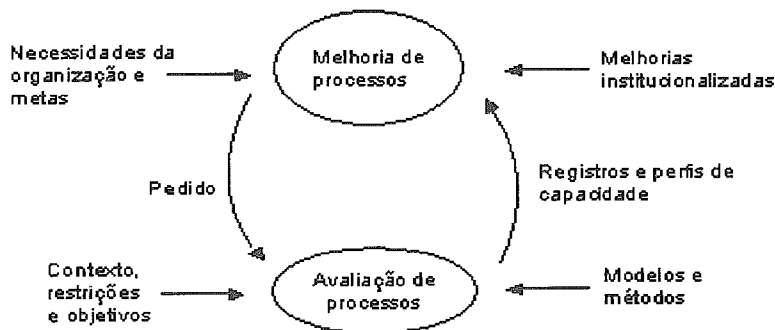 Necessidades da
organização e
metas
Melhoria de
processos
Melhorias
institucionalizadas
Pedido
Registros e perfis de
capacidade
Contexto,
restrições
e objetivos
Avaliação de
processos
Modelos e
métodos